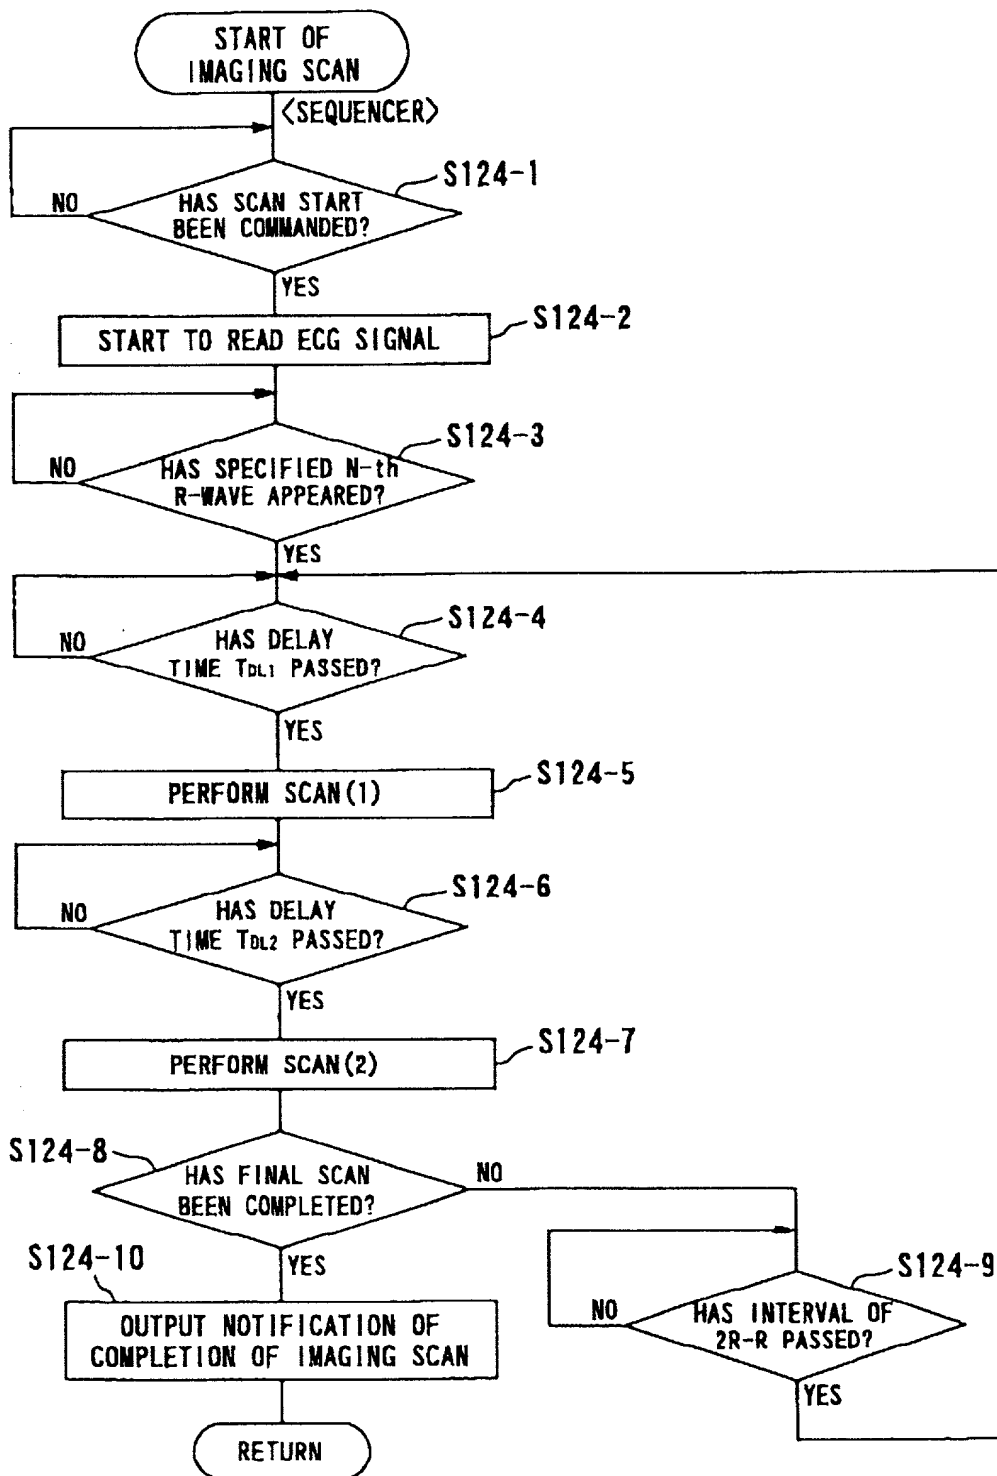 START OF
IMAGING SCAN
<SEQUENCER>
S124-1
NO
HAS SCAN START
BEEN COMMANDED?
YES
S124-2
START TO READ ECG SIGNAL
S124-3
NO
HAS SPECIFIED N-th
R-WAVE APPEARED?
YES
S124-4
NO
HAS DELAY
TIME TDL1 PASSED?
YES
S124-5
PERFORM SCAN(1)
S124-6
NO
HAS DELAY
TIME TDL2 PASSED?
YES
S124-7
PERFORM SCAN(2)
S124-8
HAS FINAL SCAN
BEEN COMPLETED?
NO
YES
S124-10
S124-9
NO
HAS INTERVAL OF
2R-R PASSED?
YES
OUTPUT NOTIFICATION OF
COMPLETION OF IMAGING SCAN
RETURN